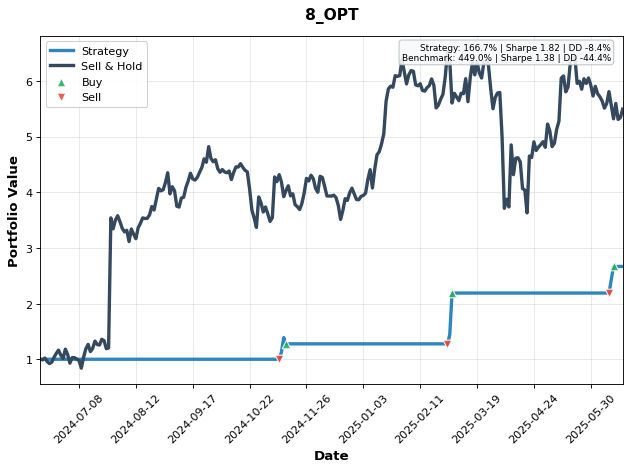 8_OPT
Strategy
Sell & Hold
Buy
Sell
Strategy: 166.7% | Sharpe 1.82 | DD -8.4%
Benchmark: 449.0% | Sharpe 1.38 | DD -44.4%
Portfolio Value
6
5
4
3
2
1
2024-07-08
2024-08-12
2024-09-17
2024-10-22
2024-11-26
2025-01-03
2025-02-11
2025-03-19
2025-04-24
2025-05-30
Date